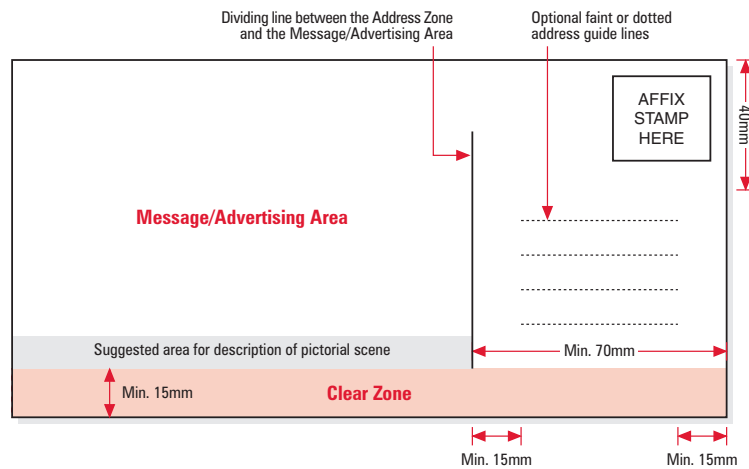 Dividing line between the Address Zone
and the Message/Advertising Area
Optional faint or dotted
address guide lines
AFFIX
STAMP
HERE
40mm
Message/Advertising Area
Suggested area for description of pictorial scene
Min. 70mm
Min. 15mm
Clear Zone
Min. 15mm
Min. 15mm